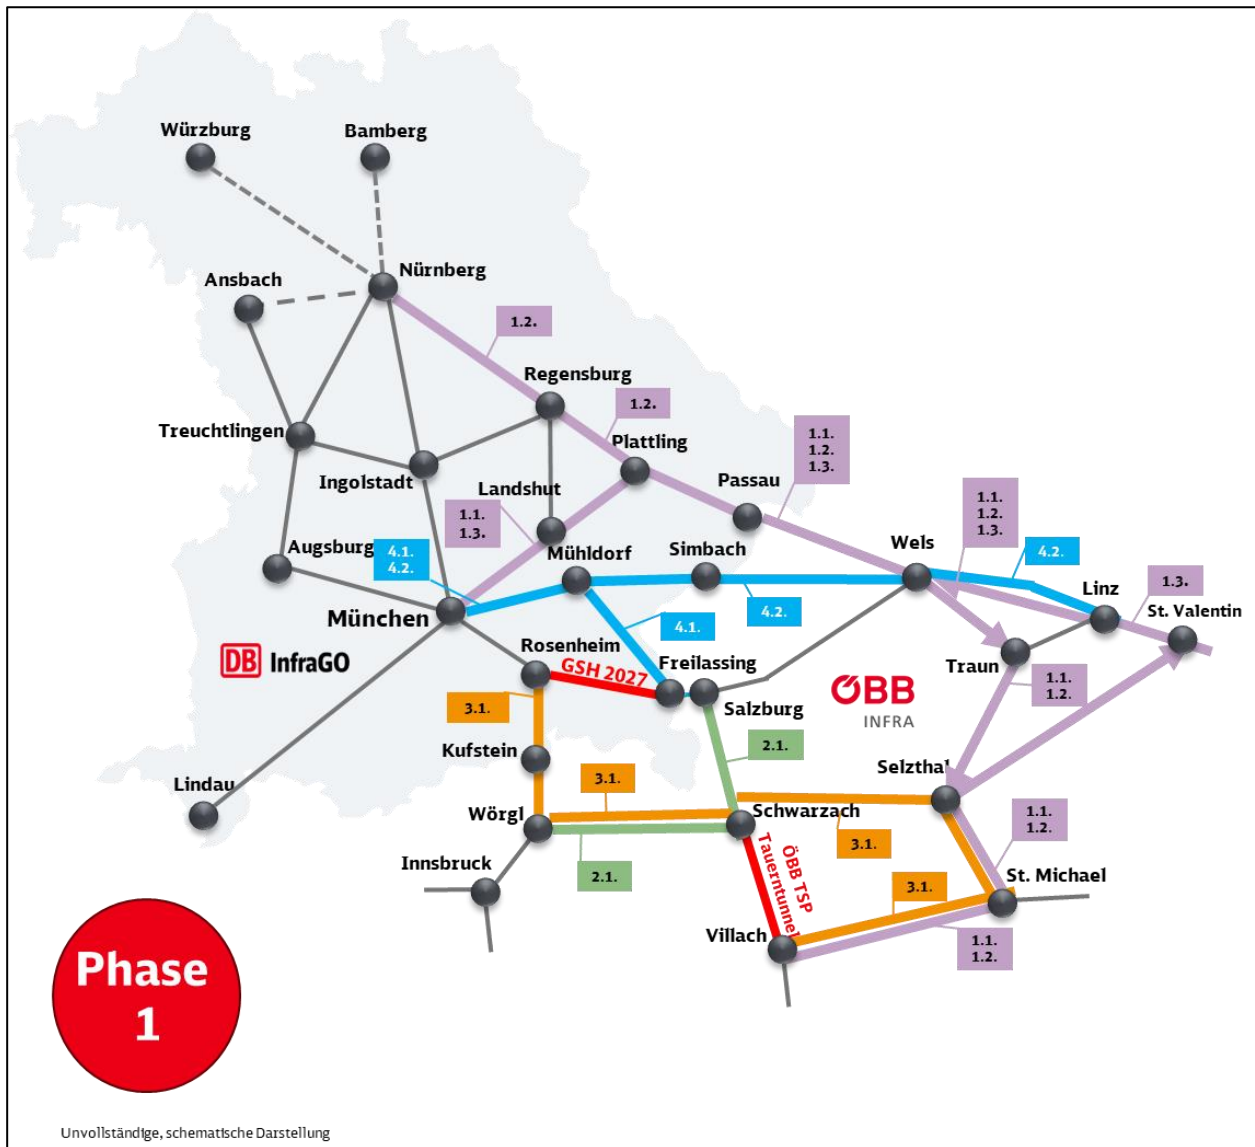 Würzburg
Bamberg
Nürnberg
Ansbach
1.2.
Regensburg
1.2.
Treuchtlingen
Plattling
1.1.
1.2.
1.3.
Ingolstadt
Landshut
Passau
1.1.
1.3.
1.1.
1.2.
1.3.
Augsburg
4.1.
4.2.
Mühldorf
Simbach
Wels
4.2.
Linz
1.3.
St. Valentin
München
4.1.
4.2.
DB InfraGO
Rosenheim
GSH 2027
Freilassing
Traun
ÖBB
INFRA
1.1.
1.2.
3.1.
Salzburg
2.1.
Kufstein
Selzthal
Lindau
3.1.
Wörgl
Schwarzach
3.1.
1.1.
1.2.
Innsbruck
2.1.
ÖBB TSP
Tauerntunnel
3.1.
St. Michael
Villach
1.1.
1.2.
Phase
1
Unvollständige, schematische Darstellung